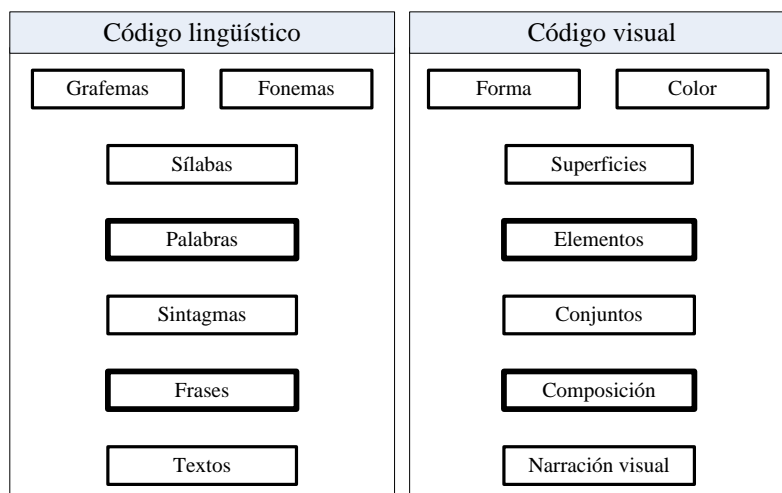 Código lingüístico
Grafemas Fonemas
Sílabas
Palabras
Sintagmas
Frases
Textos
Código visual
Forma Color
Superficies
Elementos
Conjuntos
Composición
Narración visual